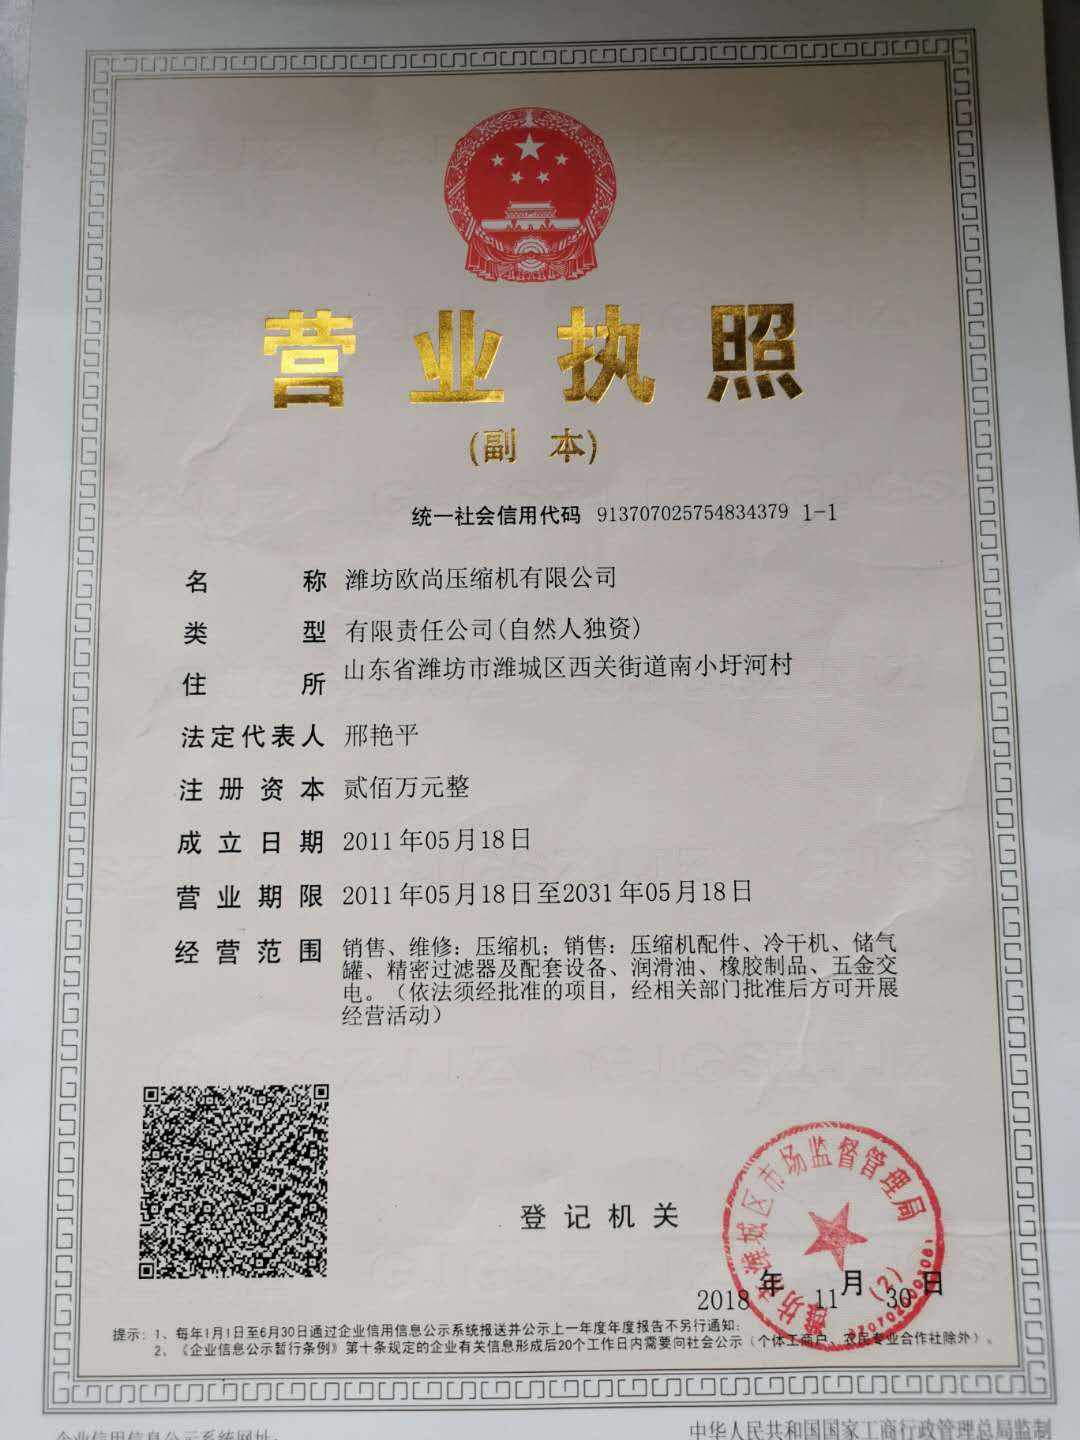 营业执照
(副 本)
统一社会信用代码 913707025754834379 1-1
名 称 潍坊欧尚压缩机有限公司
类 型 有限责任公司(自然人独资)
住 所 山东省潍坊市潍城区西关街道南小圩河村
法定代表人 邢艳平
注册资本 贰佰万元整
成立日期 2011年05月18日
营业期限 2011年05月18日至2031年05月18日
经营范围 销售、维修：压缩机；销售：压缩机配件、冷干机、储气
罐、精密过滤器及配套设备、润滑油、橡胶制品、五金交
电。（依法须经批准的项目，经相关部门批准后方可开展
经营活动）
登记机关
潍坊市潍城区市场监督管理局
(2)
2018年11月30日
提示：1、每年1月1日至6月30日通过企业信用信息公示系统报送并公示上一年度年度报告不另行通知；
2、《企业信息公示暂行条例》第十条规定的企业有关信息形成后20个工作日内需要向社会公示（个体工商户、农民专业合作社除外）。
企业信用信息公示系统网址：
中华人民共和国国家工商行政管理总局监制